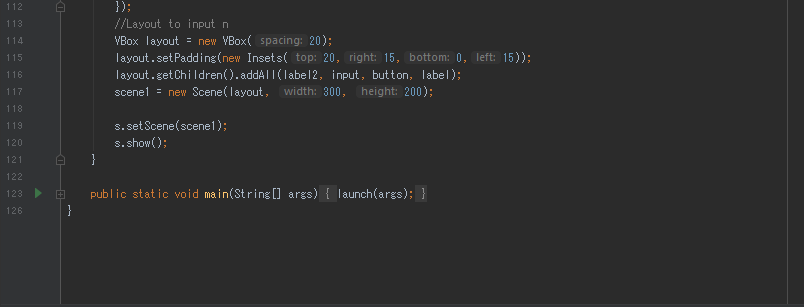 112 });
113 //Layout to input n
114 VBox layout = new VBox( spacing: 20);
115 layout.setPadding(new Insets( top: 20, right: 15, bottom: 0, left: 15));
116 layout.getChildren().addAll(label2, input, button, label);
117 scene1 = new Scene(layout, width: 300, height: 200);
118
119 s.setScene(scene1);
120 s.show();
121 }
122
123 public static void main(String[] args) { launch(args); }
126 }